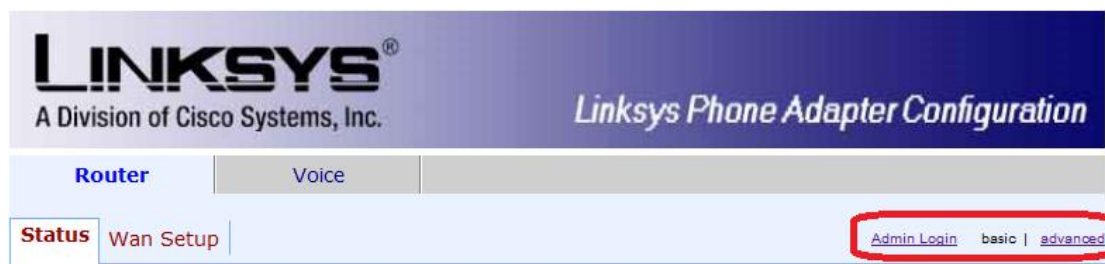 LINKSYS®
A Division of Cisco Systems, Inc.
Linksys Phone Adapter Configuration
Router Voice
Status Wan Setup Admin Login basic | advanced